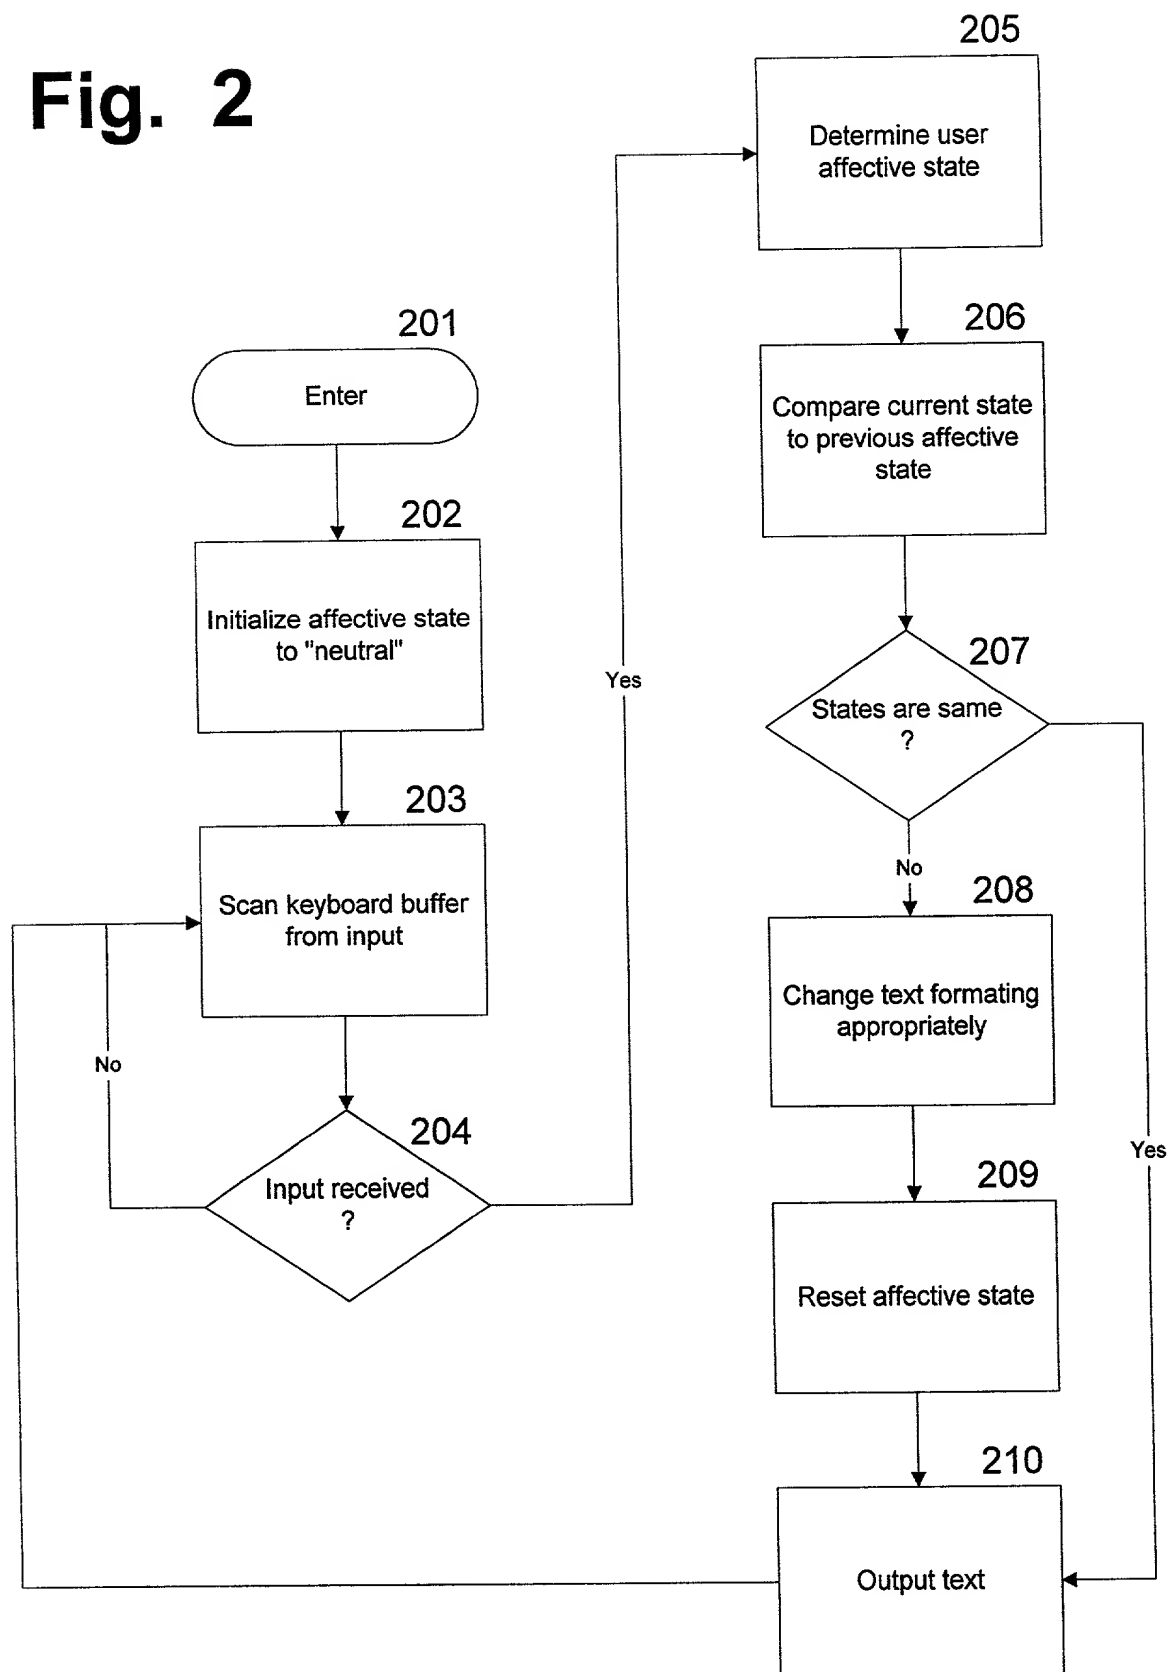 Fig. 2
201
Enter
202
Initialize affective state
to "neutral"
203
Scan keyboard buffer
from input
No
204
Input received
?
Yes
205
Determine user
affective state
206
Compare current state
to previous affective
state
207
States are same
?
No
Yes
208
Change text formating
appropriately
209
Reset affective state
210
Output text